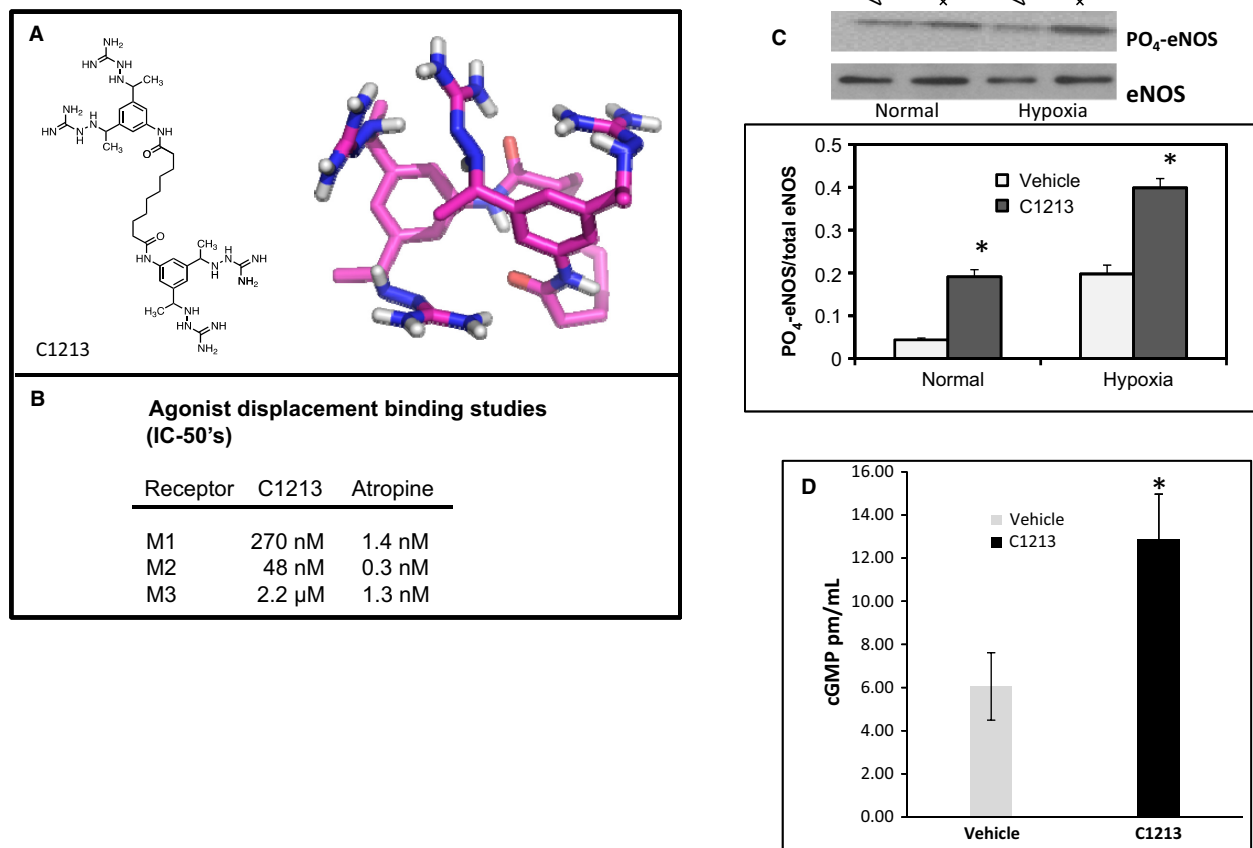 A
NH₂
HN
NH
NH
CH₃
NH₂
HN
N
H
H
N
CH₃
NH
O
O
HN
CH₃
H
N
N
H
NH
NH₂
CH₃
NH
HN
NH
NH₂
C1213
B
Agonist displacement binding studies
(IC-50's)
Receptor C1213 Atropine
M1 270 nM 1.4 nM
M2 48 nM 0.3 nM
M3 2.2 µM 1.3 nM
C
PO₄-eNOS
eNOS
Normal Hypoxia
PO₄-eNOS/total eNOS
0.5
0.4
0.3
0.2
0.1
0
Vehicle
C1213
*
*
Normal Hypoxia
D
cGMP pm/mL
16.00
14.00
12.00
10.00
8.00
6.00
4.00
2.00
0.00
Vehicle
C1213
*
Vehicle C1213